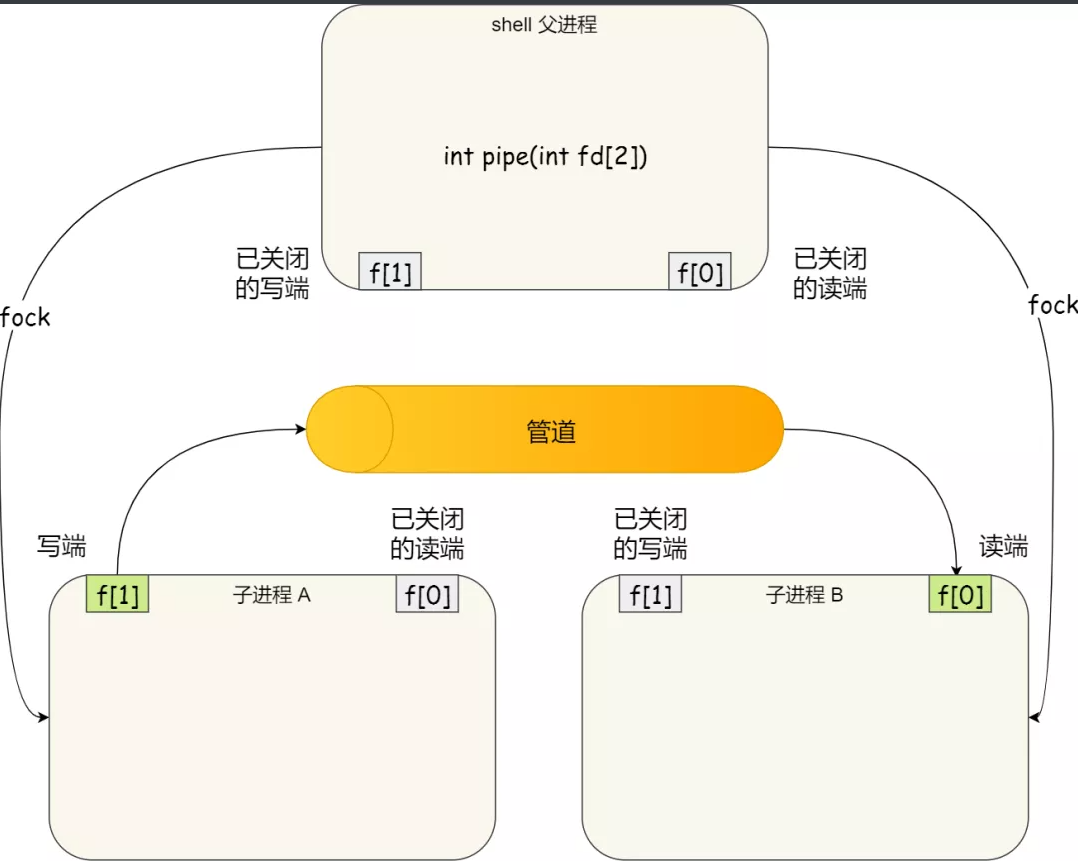 shell 父进程
int pipe(int fd[2])
已关闭
的写端
f[1]
f[0]
已关闭
的读端
fock
fock
管道
写端
已关闭
的读端
已关闭
的写端
读端
f[1]
子进程 A
f[0]
f[1]
子进程 B
f[0]